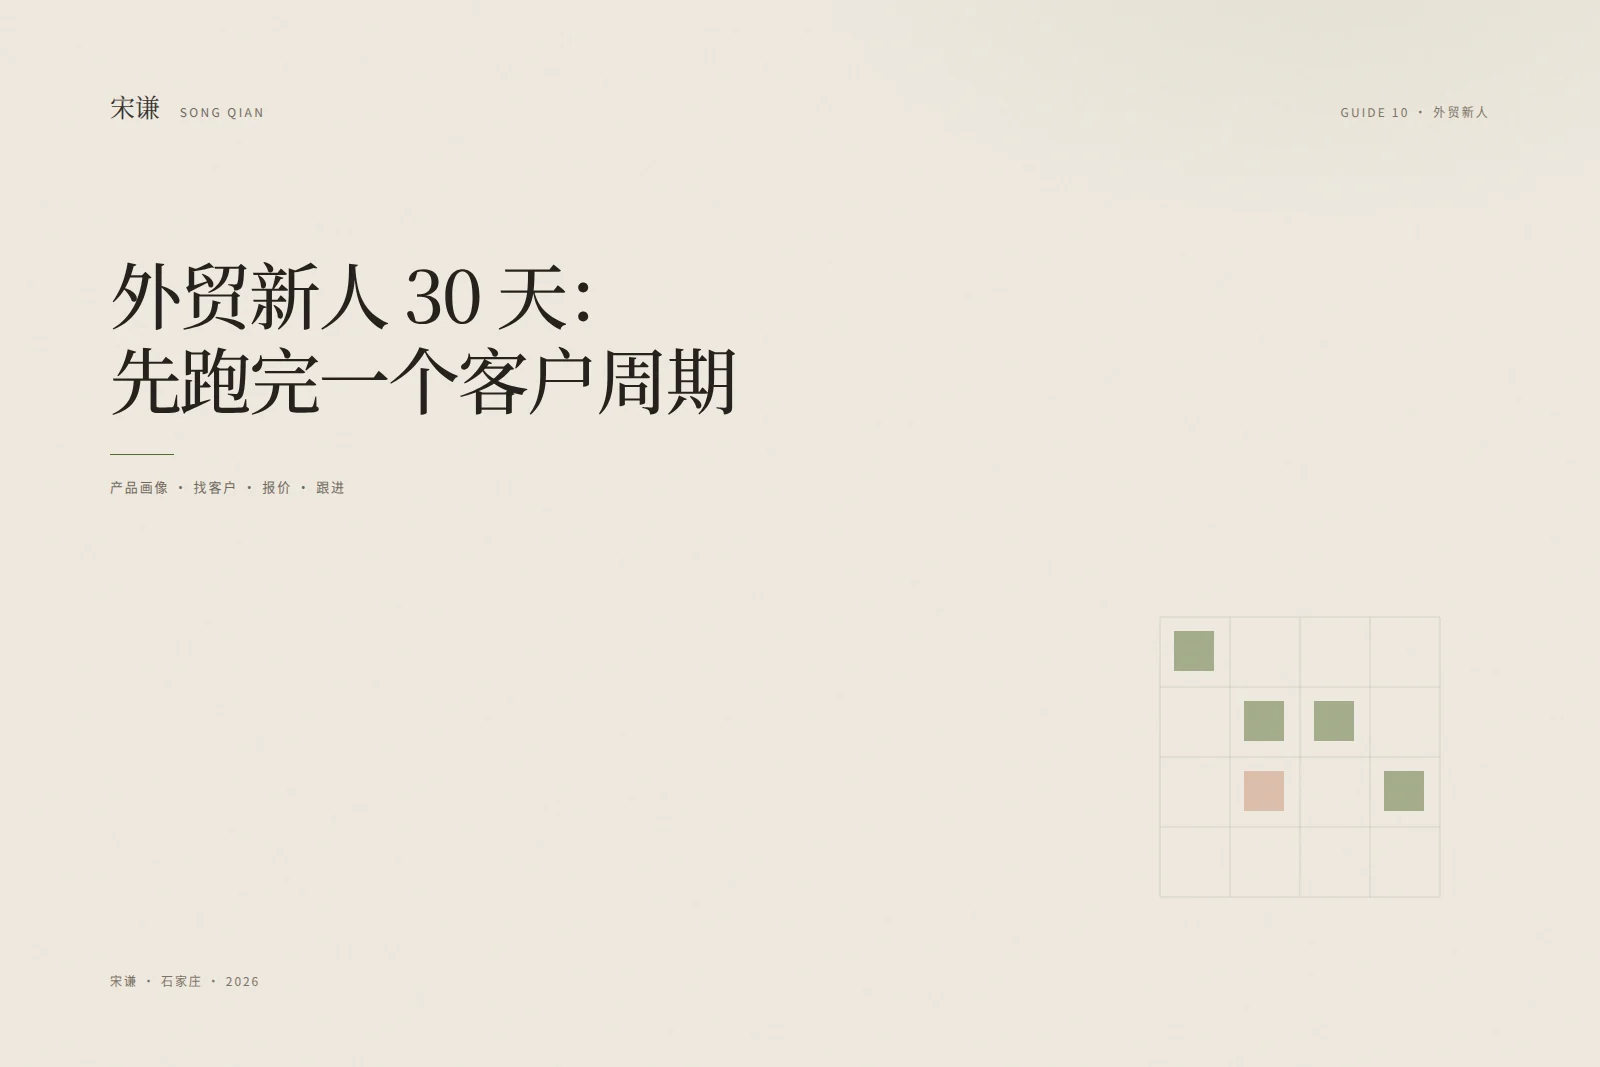 宋谦 SONG QIAN
GUIDE 10 · 外贸新人
外贸新人 30 天：
先跑完一个客户周期
产品画像 · 找客户 · 报价 · 跟进
宋谦 · 石家庄 · 2026